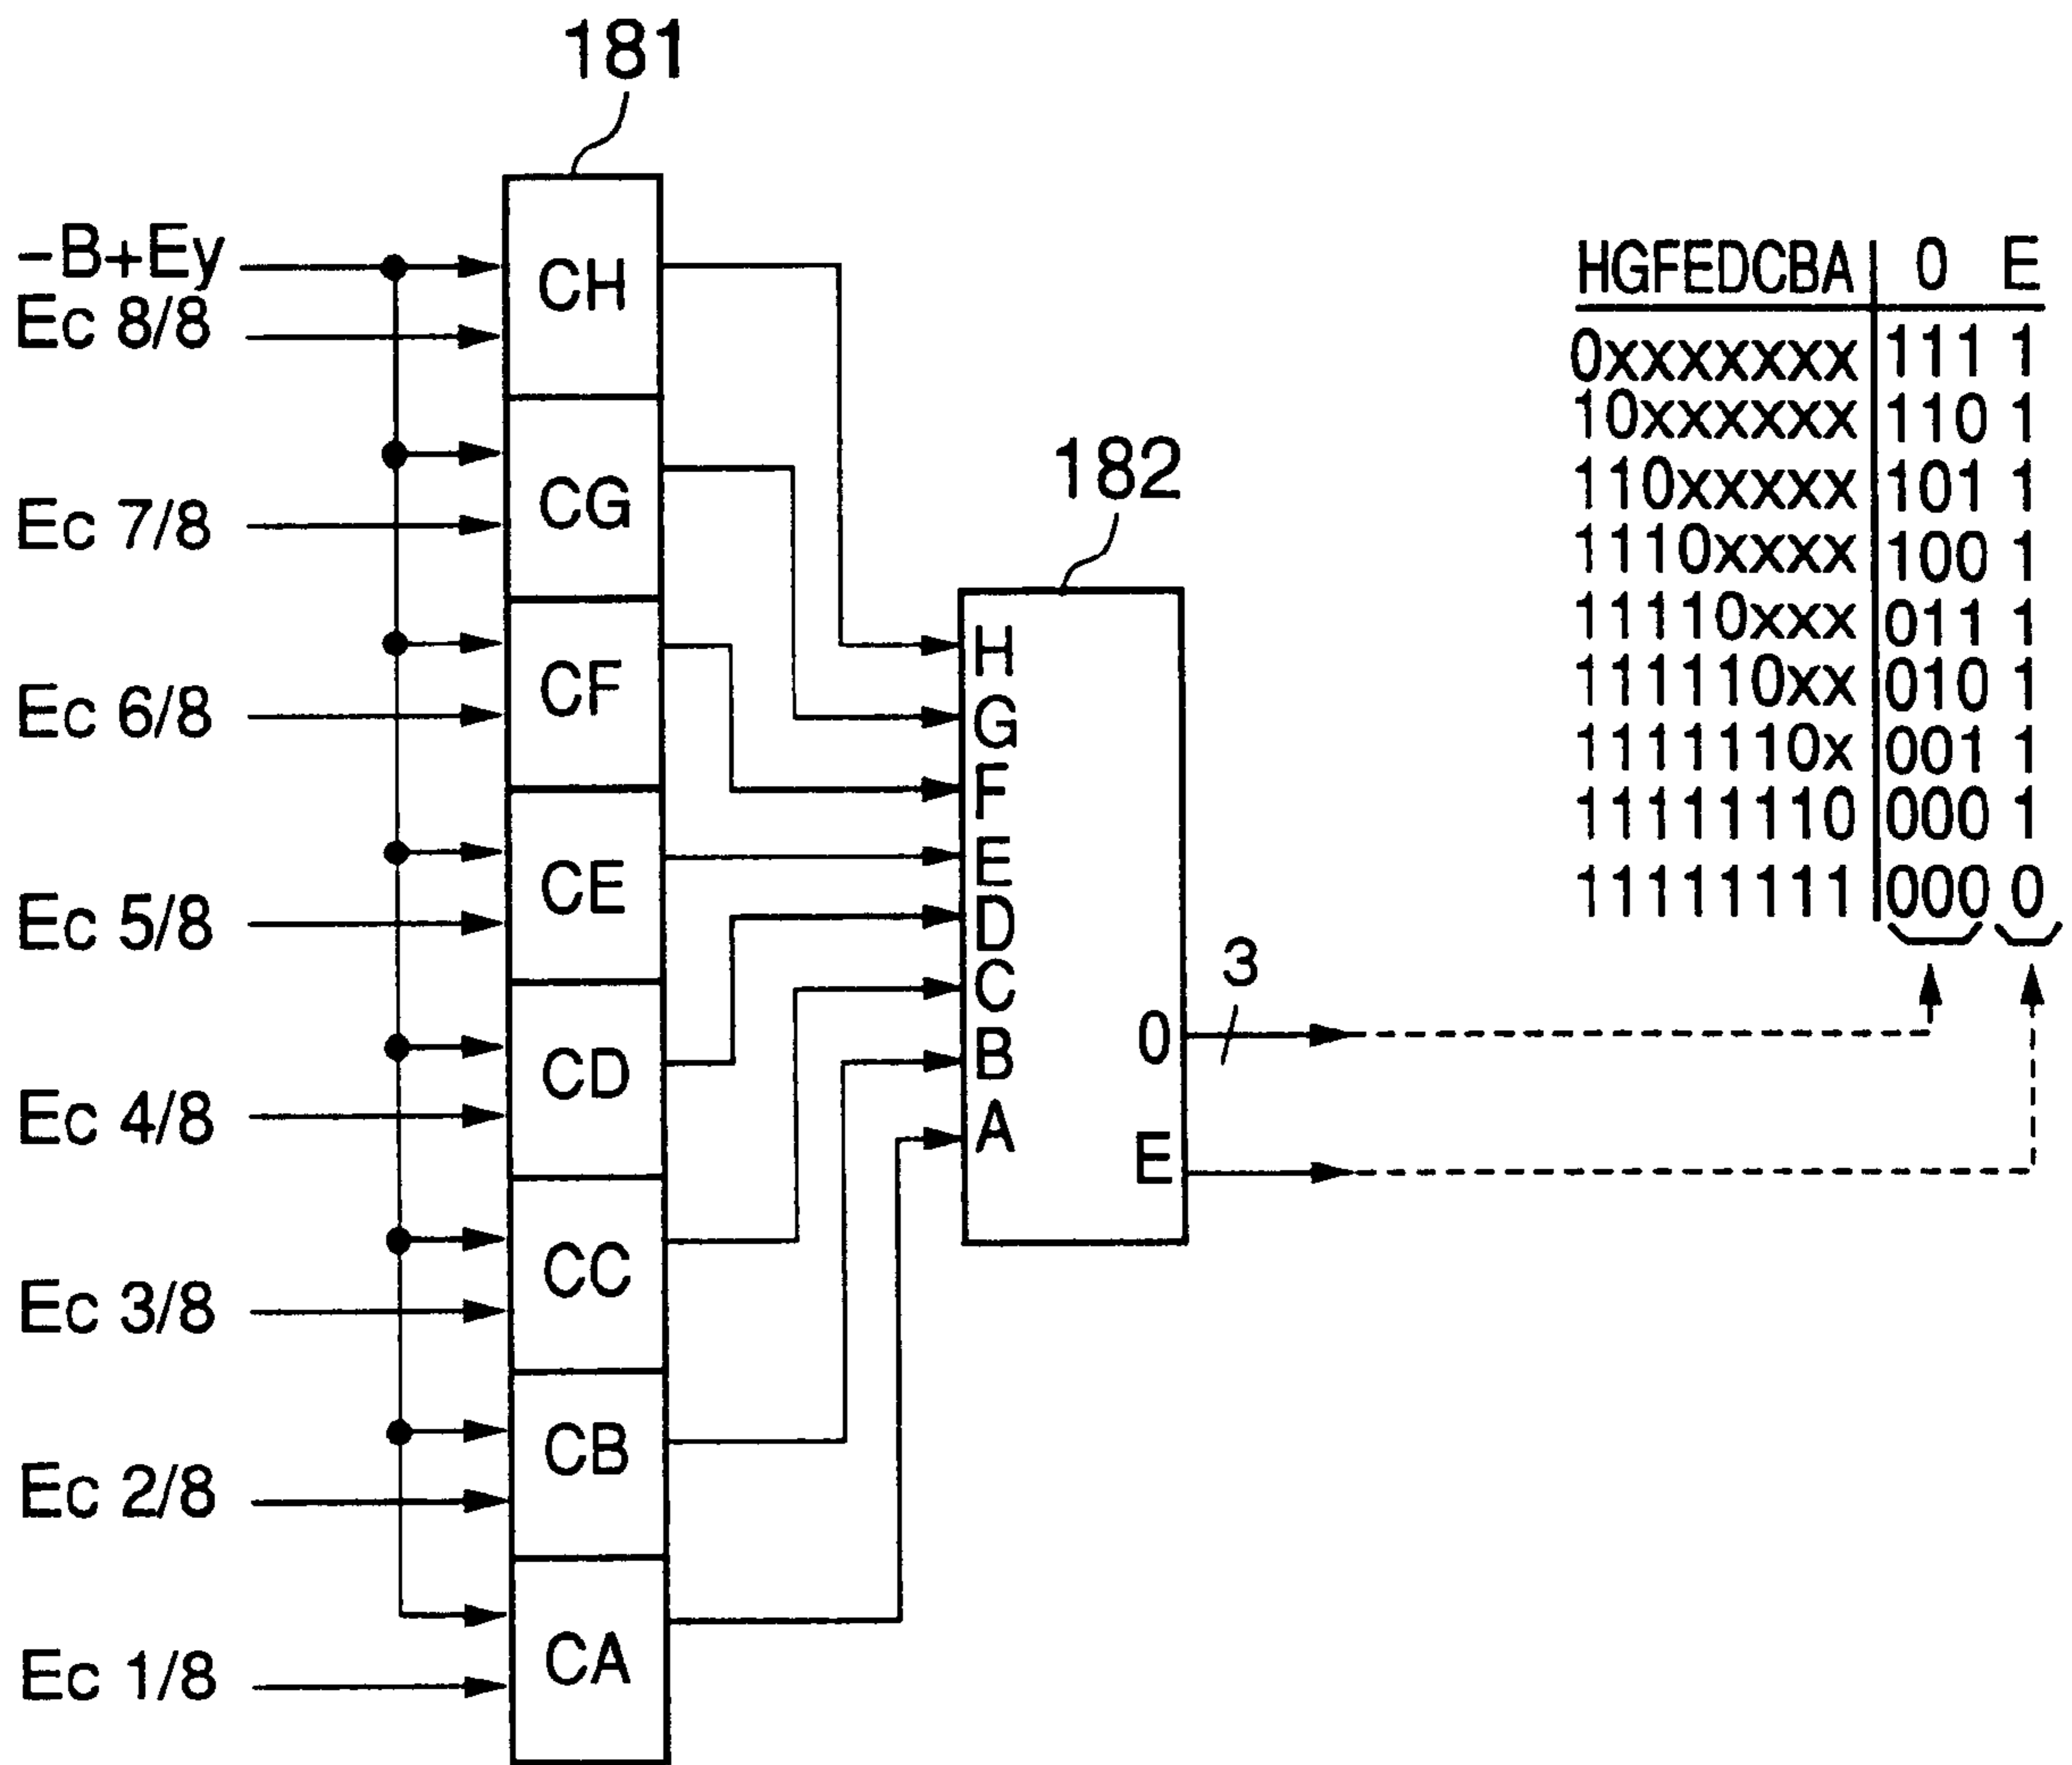 181
-B+Ey
Ec 8/8
Ec 7/8
Ec 6/8
Ec 5/8
Ec 4/8
Ec 3/8
Ec 2/8
Ec 1/8
CH
CG
CF
CE
CD
CC
CB
CA
182
H
G
F
E
D
C
B
A
0
E
3
HGFEDCBA 0 E
0xxxxxxx 111 1
10xxxxxx 110 1
110xxxxx 101 1
1110xxxx 100 1
11110xxx 011 1
111110xx 010 1
1111110x 001 1
11111110 000 1
11111111 000 0